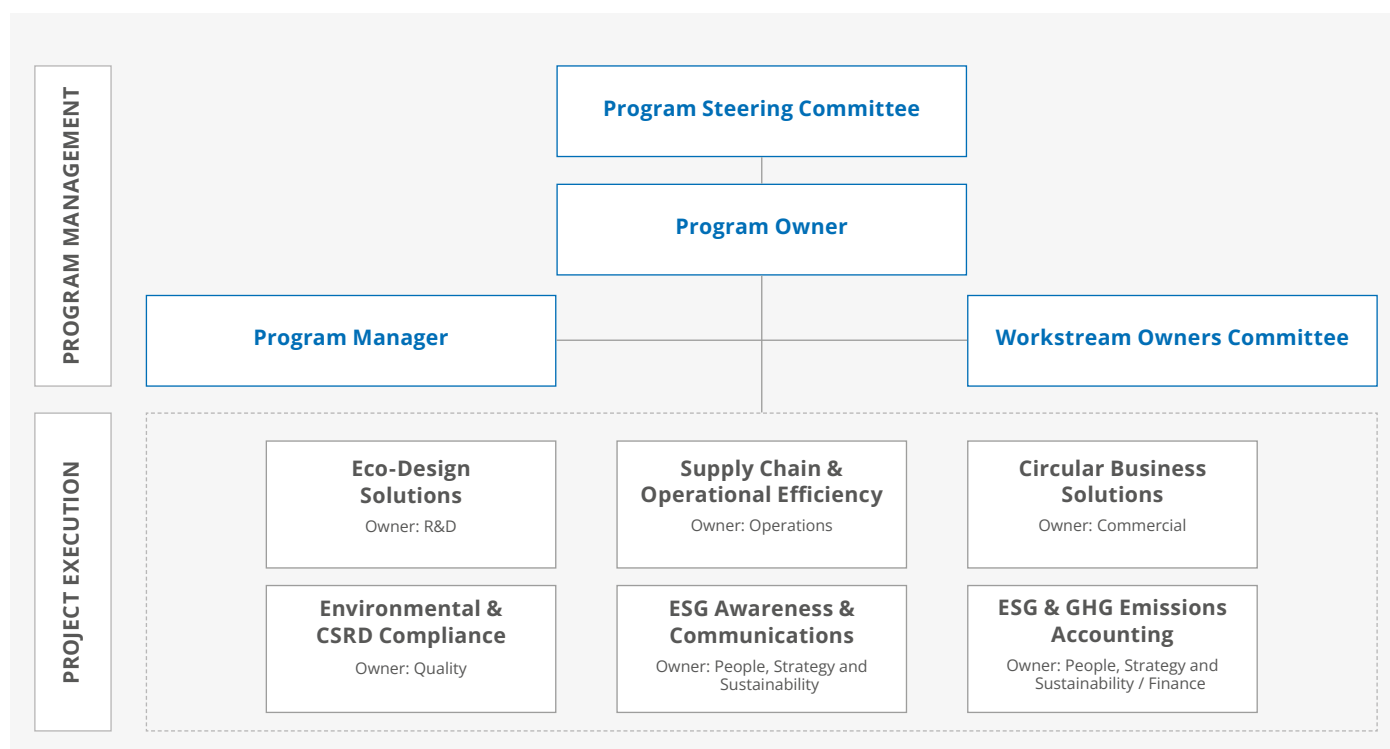 PROGRAM MANAGEMENT
Program Steering Committee
Program Owner
Program Manager
Workstream Owners Committee
PROJECT EXECUTION
Eco-Design
Solutions
Owner: R&D
Supply Chain &
Operational Efficiency
Owner: Operations
Circular Business
Solutions
Owner: Commercial
Environmental &
CSRD Compliance
Owner: Quality
ESG Awareness &
Communications
Owner: People, Strategy and
Sustainability
ESG & GHG Emissions
Accounting
Owner: People, Strategy and
Sustainability / Finance